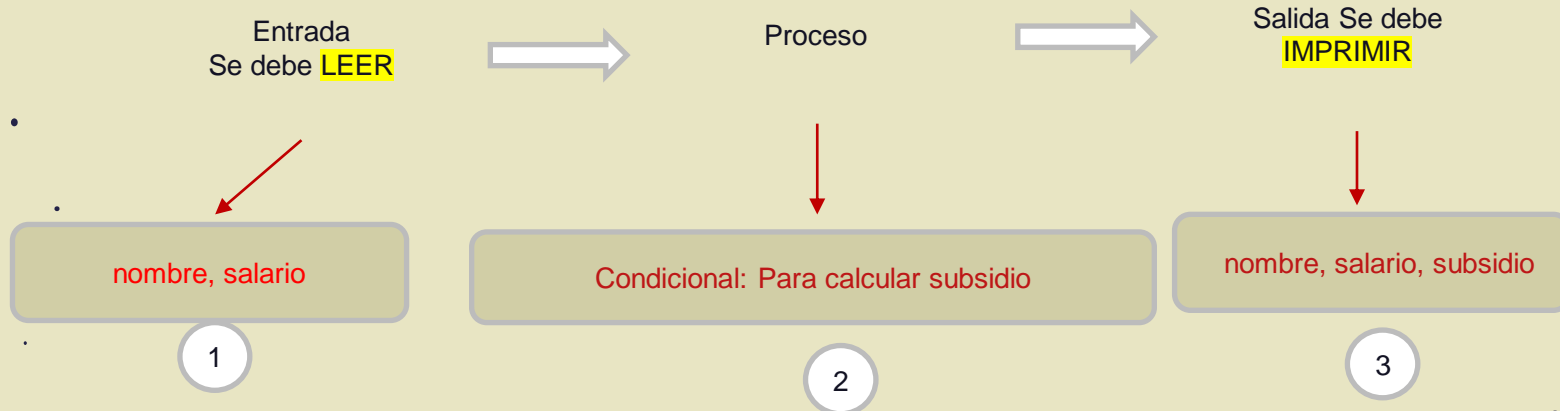 Entrada
Se debe LEER
Proceso
Salida Se debe
IMPRIMIR
nombre, salario
Condicional: Para calcular subsidio
nombre, salario, subsidio
1
2
3